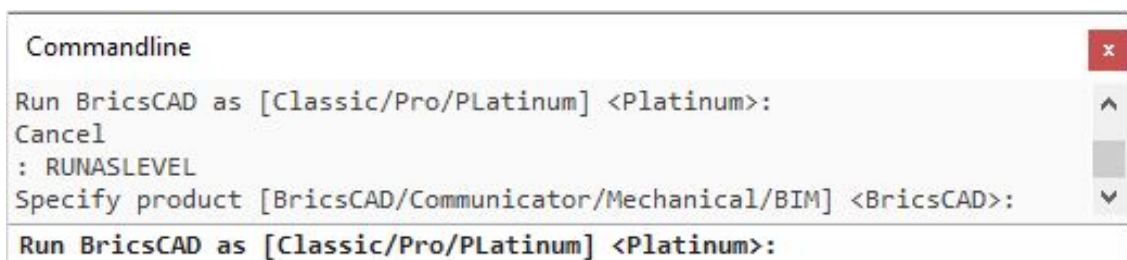 Commandline
x
Run BricsCAD as [Classic/Pro/PLatinum] <Platinum>:
Cancel
: RUNASLEVEL
Specify product [BricsCAD/Communicator/Mechanical/BIM] <BricsCAD>:
Run BricsCAD as [Classic/Pro/PLatinum] <Platinum>: